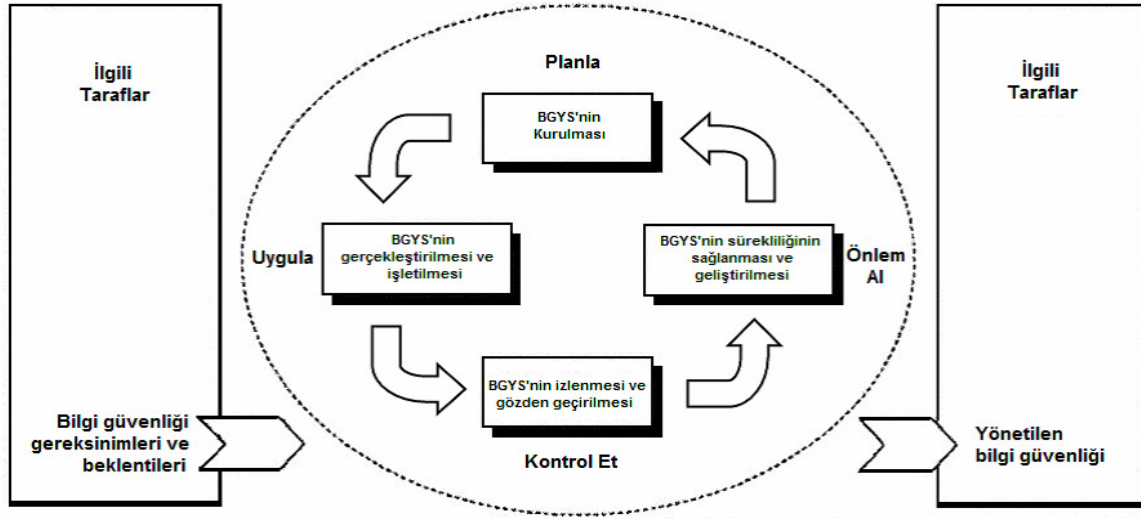 İlgili
Taraflar
Bilgi güvenliği
gereksinimleri ve
beklentileri
Planla
BGYS'nin
Kurulması
Uygula
BGYS'nin
gerçekleştirilmesi ve
işletilmesi
BGYS'nin sürekliliğinin
sağlanması ve
geliştirilmesi
Önlem
Al
BGYS'nin izlenmesi ve
gözden geçirilmesi
Kontrol Et
İlgili
Taraflar
Yönetilen
bilgi güvenliği